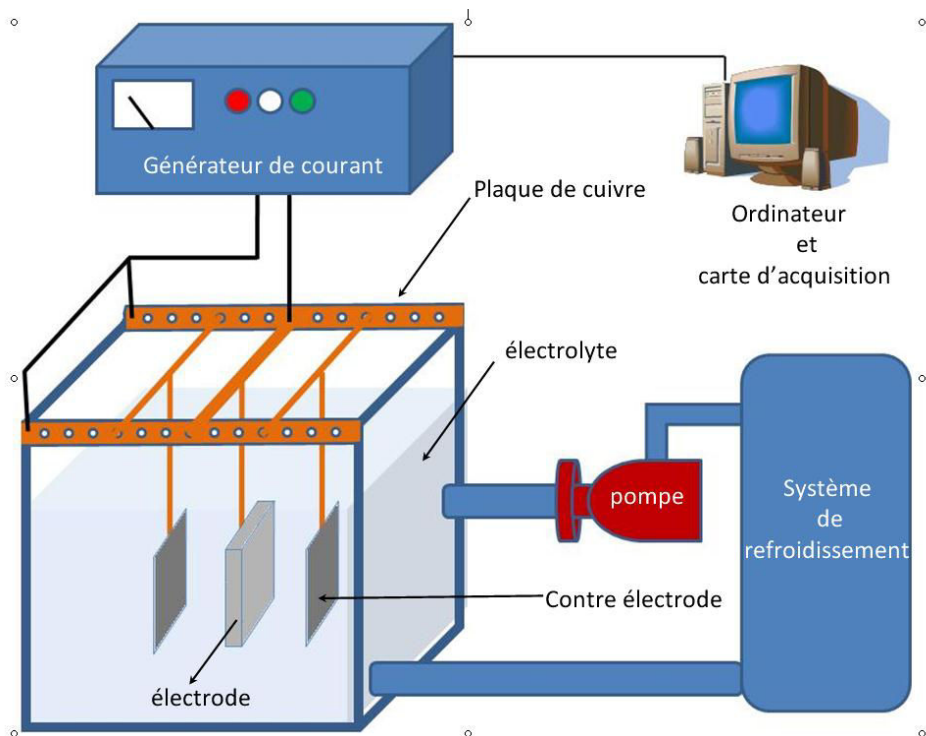 Générateur de courant
Plaque de cuivre
Ordinateur
et
carte d'acquisition
électrolyte
pompe
Système
de
refroidissement
Contre électrode
électrode